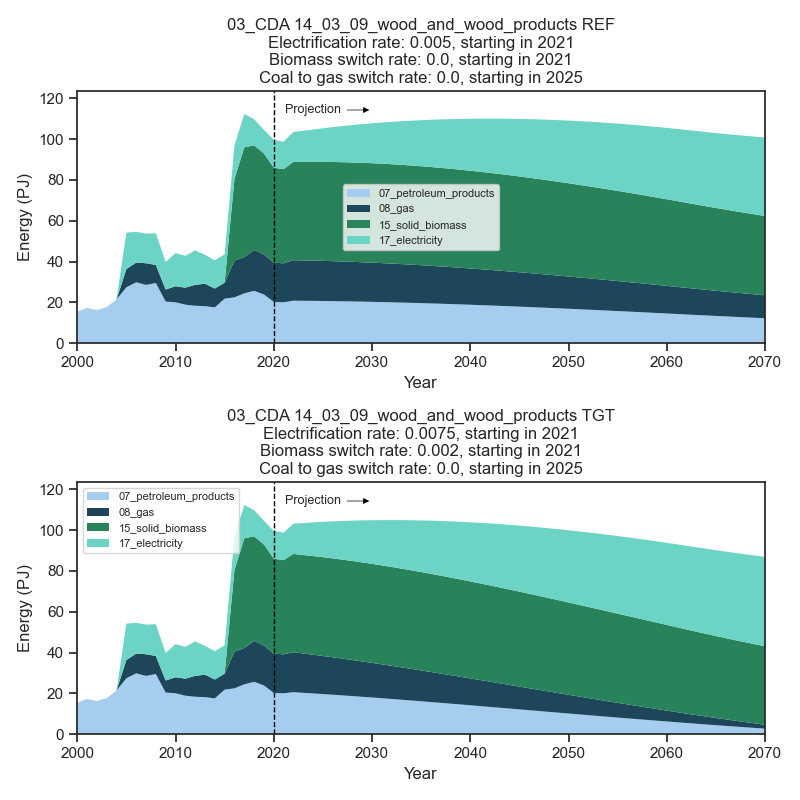 03_CDA 14_03_09_wood_and_wood_products REF
Electrification rate: 0.005, starting in 2021
Biomass switch rate: 0.0, starting in 2021
Coal to gas switch rate: 0.0, starting in 2025
120
100
80
60
40
20
0
Energy (PJ)
Projection
07_petroleum_products
08_gas
15_solid_biomass
17_electricity
2000 2010 2020 2030 2040 2050 2060 2070
Year
03_CDA 14_03_09_wood_and_wood_products TGT
Electrification rate: 0.0075, starting in 2021
Biomass switch rate: 0.002, starting in 2021
Coal to gas switch rate: 0.0, starting in 2025
120
100
80
60
40
20
0
Energy (PJ)
07_petroleum_products
08_gas
15_solid_biomass
17_electricity
Projection
2000 2010 2020 2030 2040 2050 2060 2070
Year